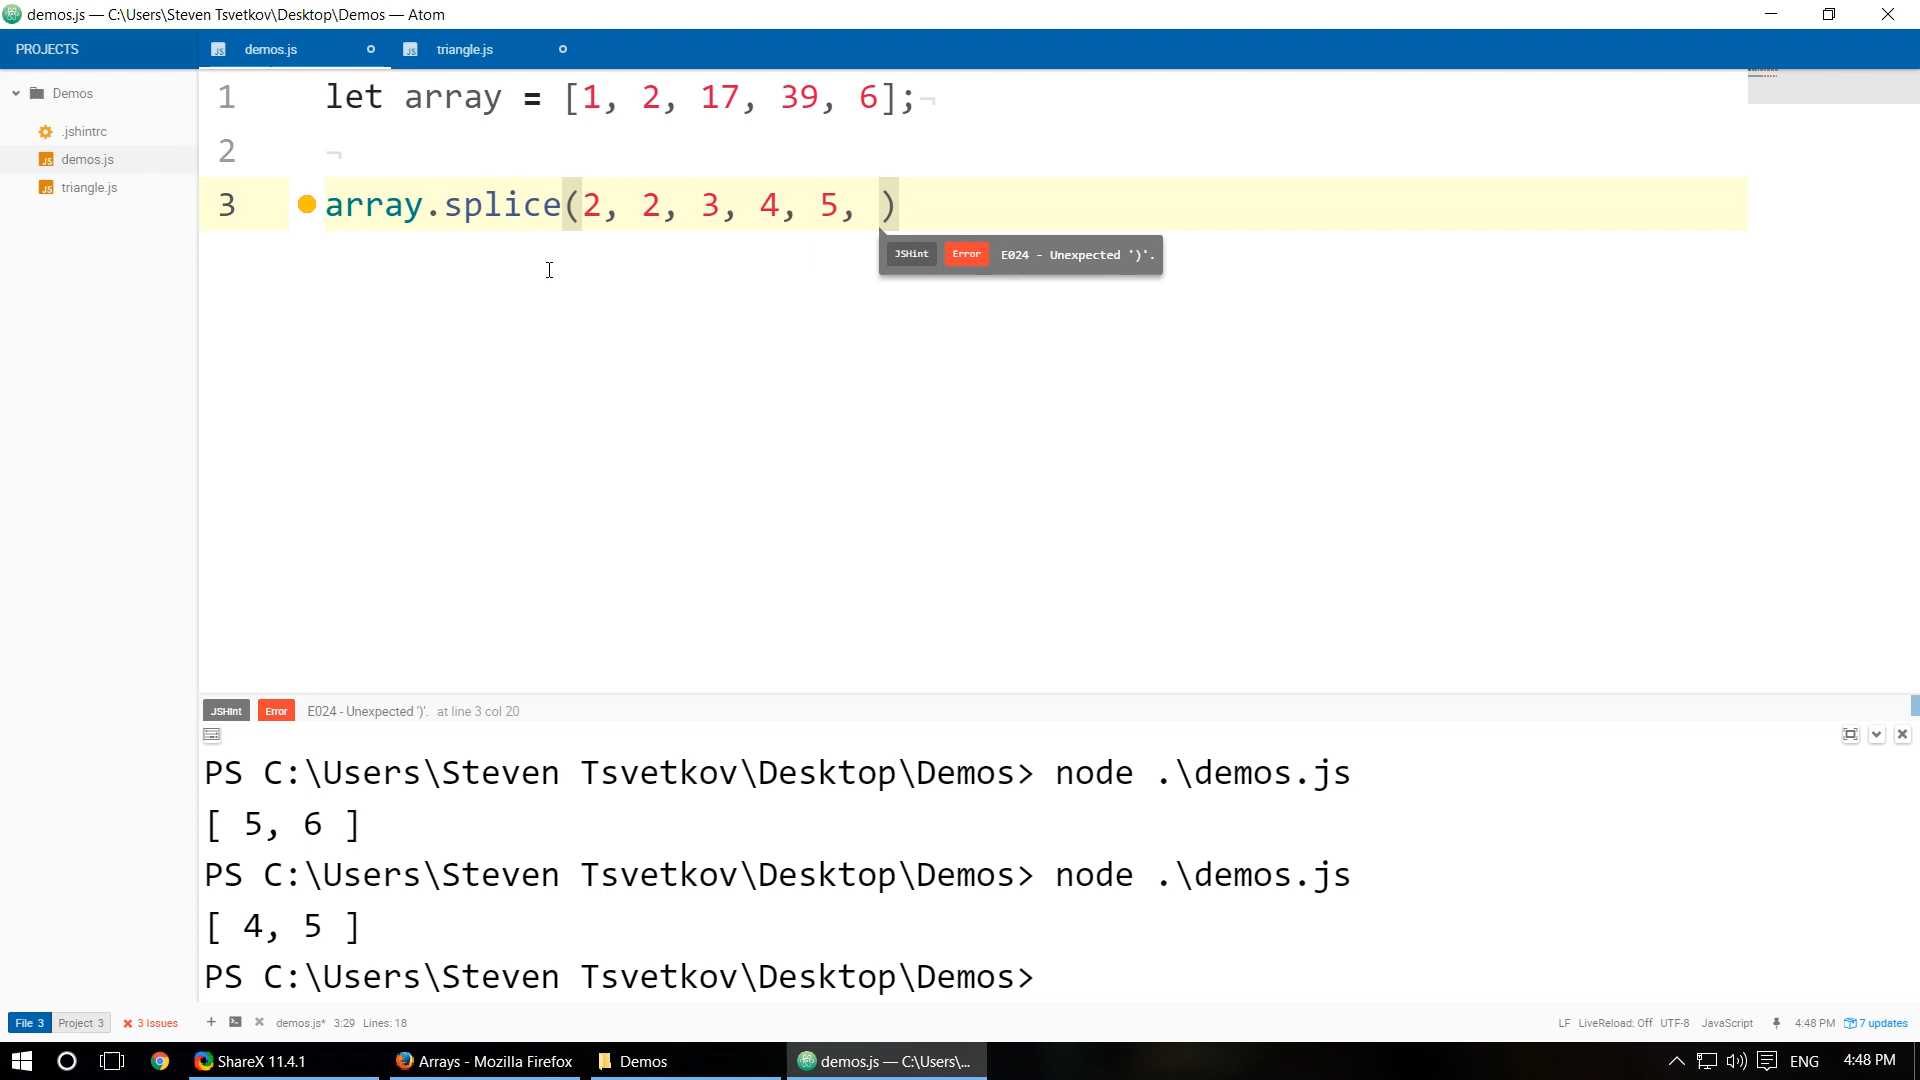 demos.js — C:\Users\Steven Tsvetkov\Desktop\Demos — Atom
PROJECTS
JS demos.js
JS triangle.js
Demos
.jshintrc
JS demos.js
JS triangle.js
1 let array = [1, 2, 17, 39, 6];¬
2 ¬
3 array.splice(2, 2, 3, 4, 5, )
JSHint Error E024 - Unexpected ')'.
JSHint Error E024 - Unexpected ')'. at line 3 col 20
PS C:\Users\Steven Tsvetkov\Desktop\Demos> node .\demos.js
[ 5, 6 ]
PS C:\Users\Steven Tsvetkov\Desktop\Demos> node .\demos.js
[ 4, 5 ]
PS C:\Users\Steven Tsvetkov\Desktop\Demos>
File 3 Project 3 3 Issues demos.js* 3:29 Lines: 18 LF LiveReload: Off UTF-8 JavaScript 4:48 PM 7 updates
ShareX 11.4.1 Arrays - Mozilla Firefox Demos demos.js — C:\Users\... ENG 4:48 PM